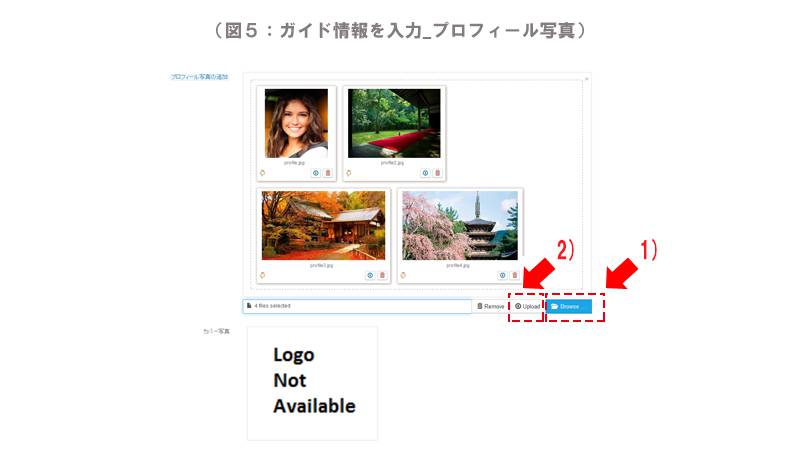 （図５：ガイド情報を入力_プロフィール写真）
プロフィール写真の追加
×
profile.jpg
profile2.jpg
profile3.jpg
profile4.jpg
2)
1)
4 files selected
Remove
Upload
Browse ...
カバー写真
Logo
Not
Available